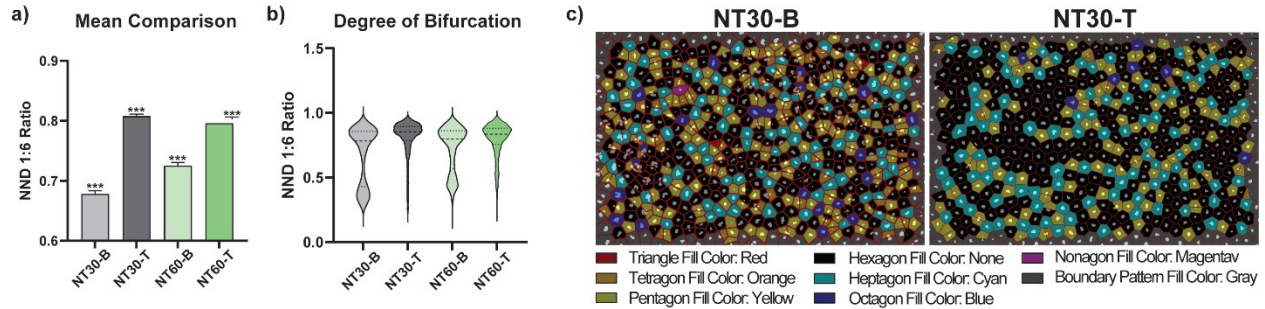 a)
Mean Comparison
NND 1:6 Ratio
0.9
0.8
0.7
0.6
***
***
***
***
NT30-B
NT30-T
NT60-B
NT60-T
b)
Degree of Bifurcation
NND 1:6 Ratio
1.5
1.0
0.5
0.0
NT30-B
NT30-T
NT60-B
NT60-T
c)
NT30-B
NT30-T
Triangle Fill Color: Red
Tetragon Fill Color: Orange
Pentagon Fill Color: Yellow
Hexagon Fill Color: None
Heptagon Fill Color: Cyan
Octagon Fill Color: Blue
Nonagon Fill Color: Magentav
Boundary Pattern Fill Color: Gray